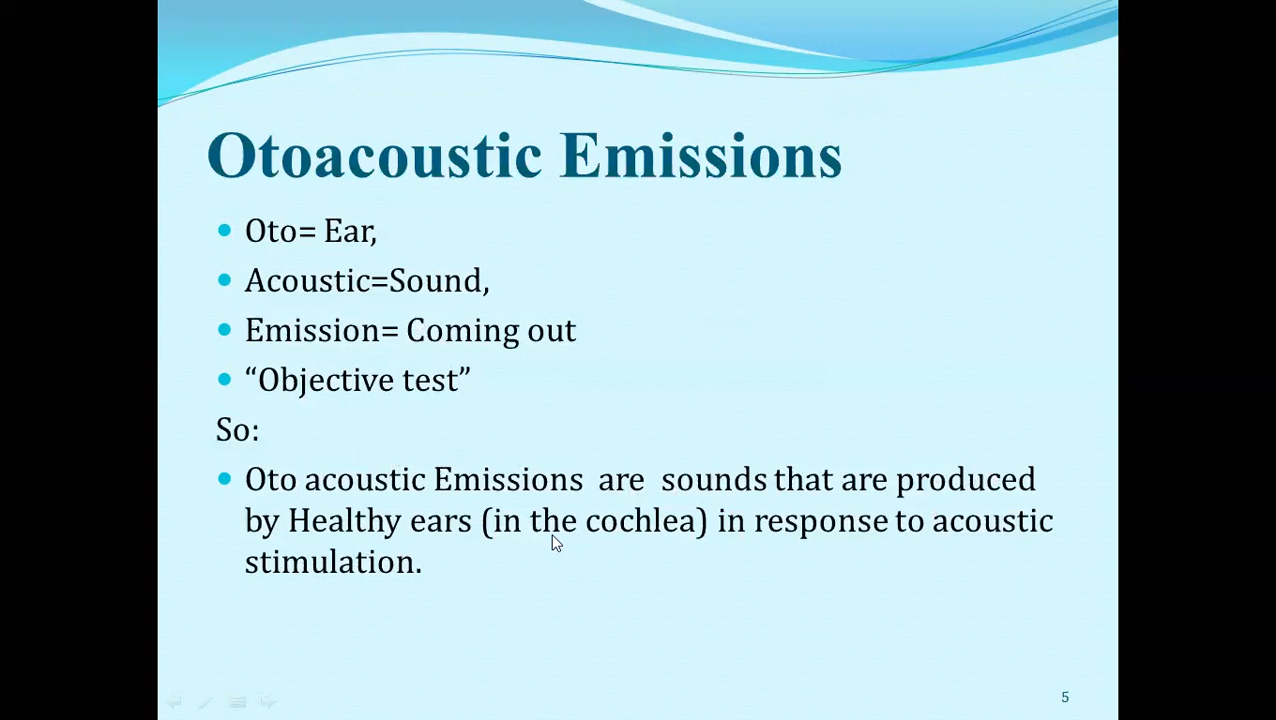 Otoacoustic Emissions
Oto= Ear,
Acoustic=Sound,
Emission= Coming out
“Objective test”
So:
Oto acoustic Emissions are sounds that are produced
by Healthy ears (in the cochlea) in response to acoustic
stimulation.
5